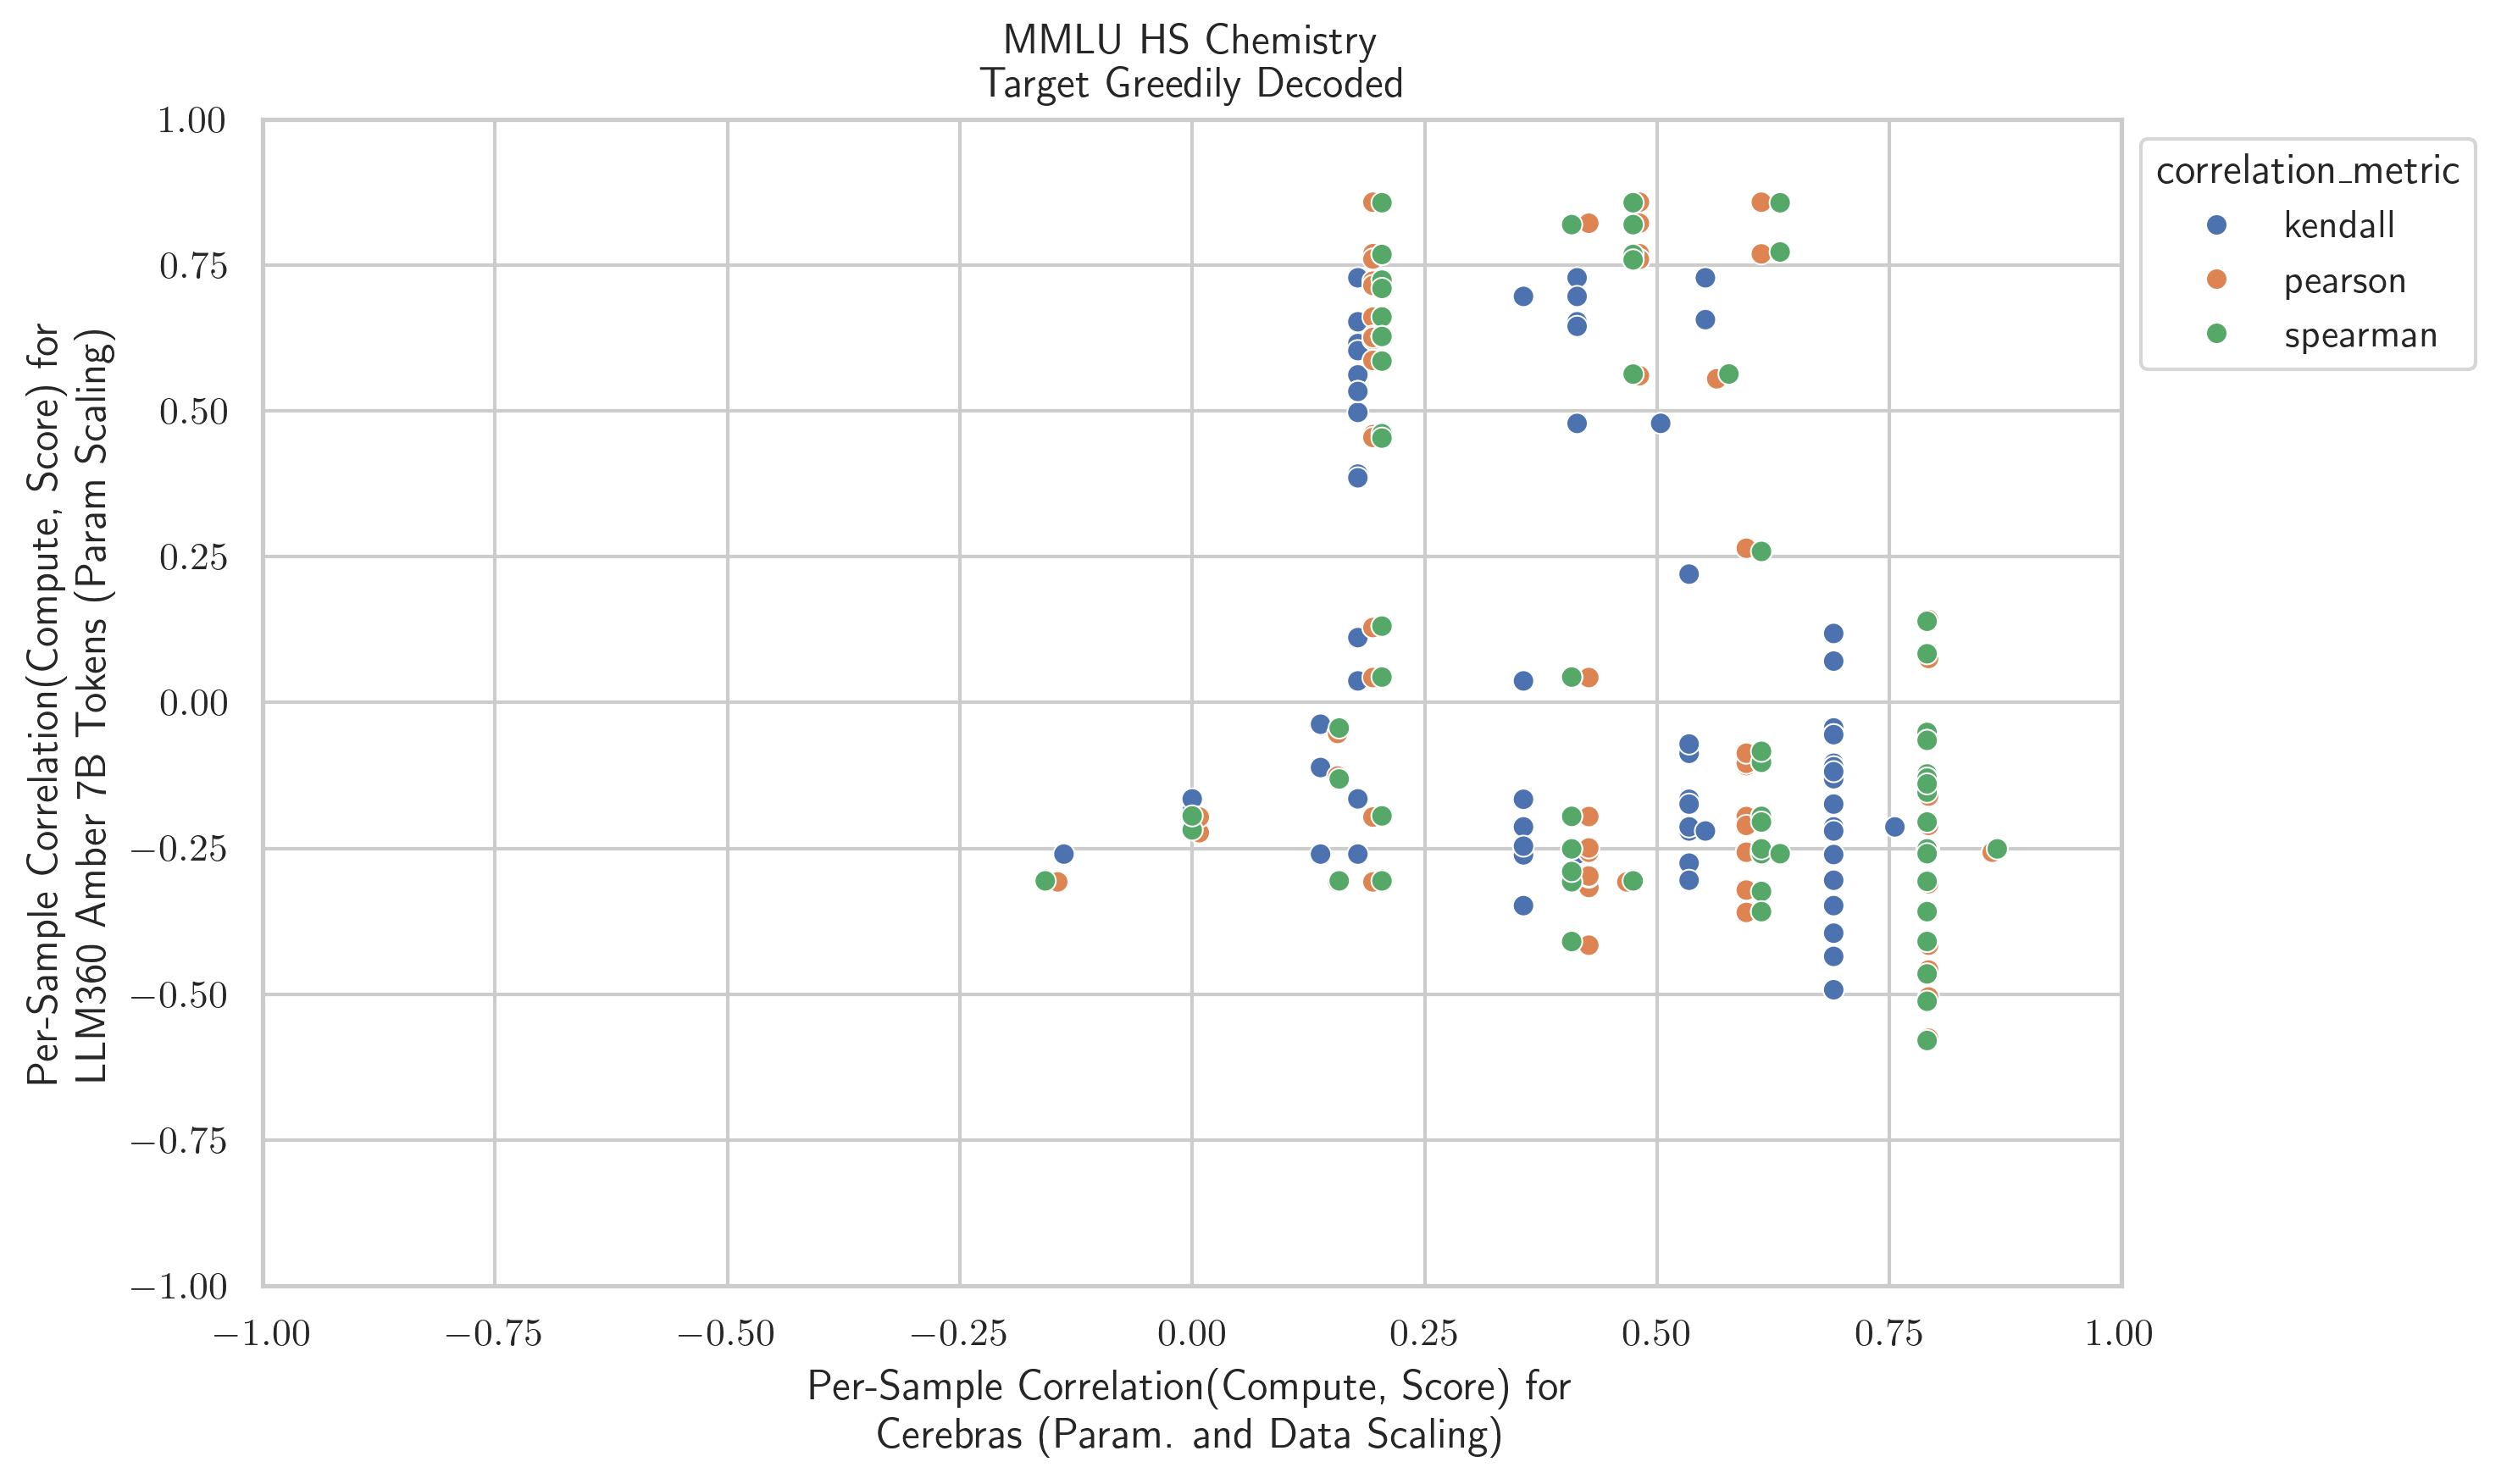 MMLU HS Chemistry
Target Greedily Decoded
Per-Sample Correlation(Compute, Score) for
LLM360 Amber 7B Tokens (Param Scaling)
1.00
0.75
0.50
0.25
0.00
−0.25
−0.50
−0.75
−1.00
−1.00 −0.75 −0.50 −0.25 0.00 0.25 0.50 0.75 1.00
Per-Sample Correlation(Compute, Score) for
Cerebras (Param. and Data Scaling)
correlation_metric
kendall
pearson
spearman